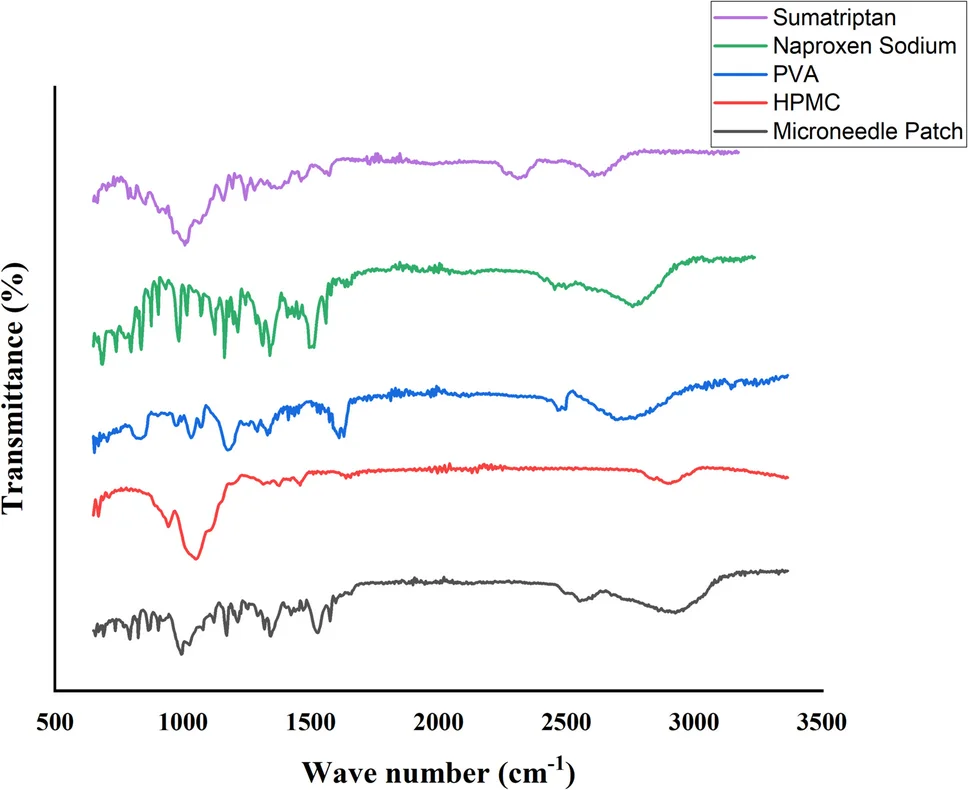 Sumatriptan
Naproxen Sodium
PVA
HPMC
Microneedle Patch
Transmittance (%)
500 1000 1500 2000 2500 3000 3500
Wave number (cm⁻¹)